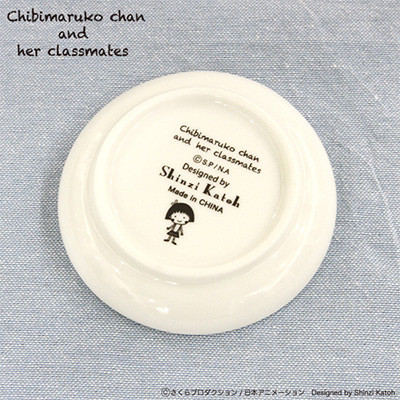 Chibimaruko chan
and
her classmates
Chibimaruko chan
and her classmates
©S.P/N.A
Designed by
Shinzi Katoh
Made in CHINA
©さくらプロダクション / 日本アニメーション Designed by Shinzi Katoh